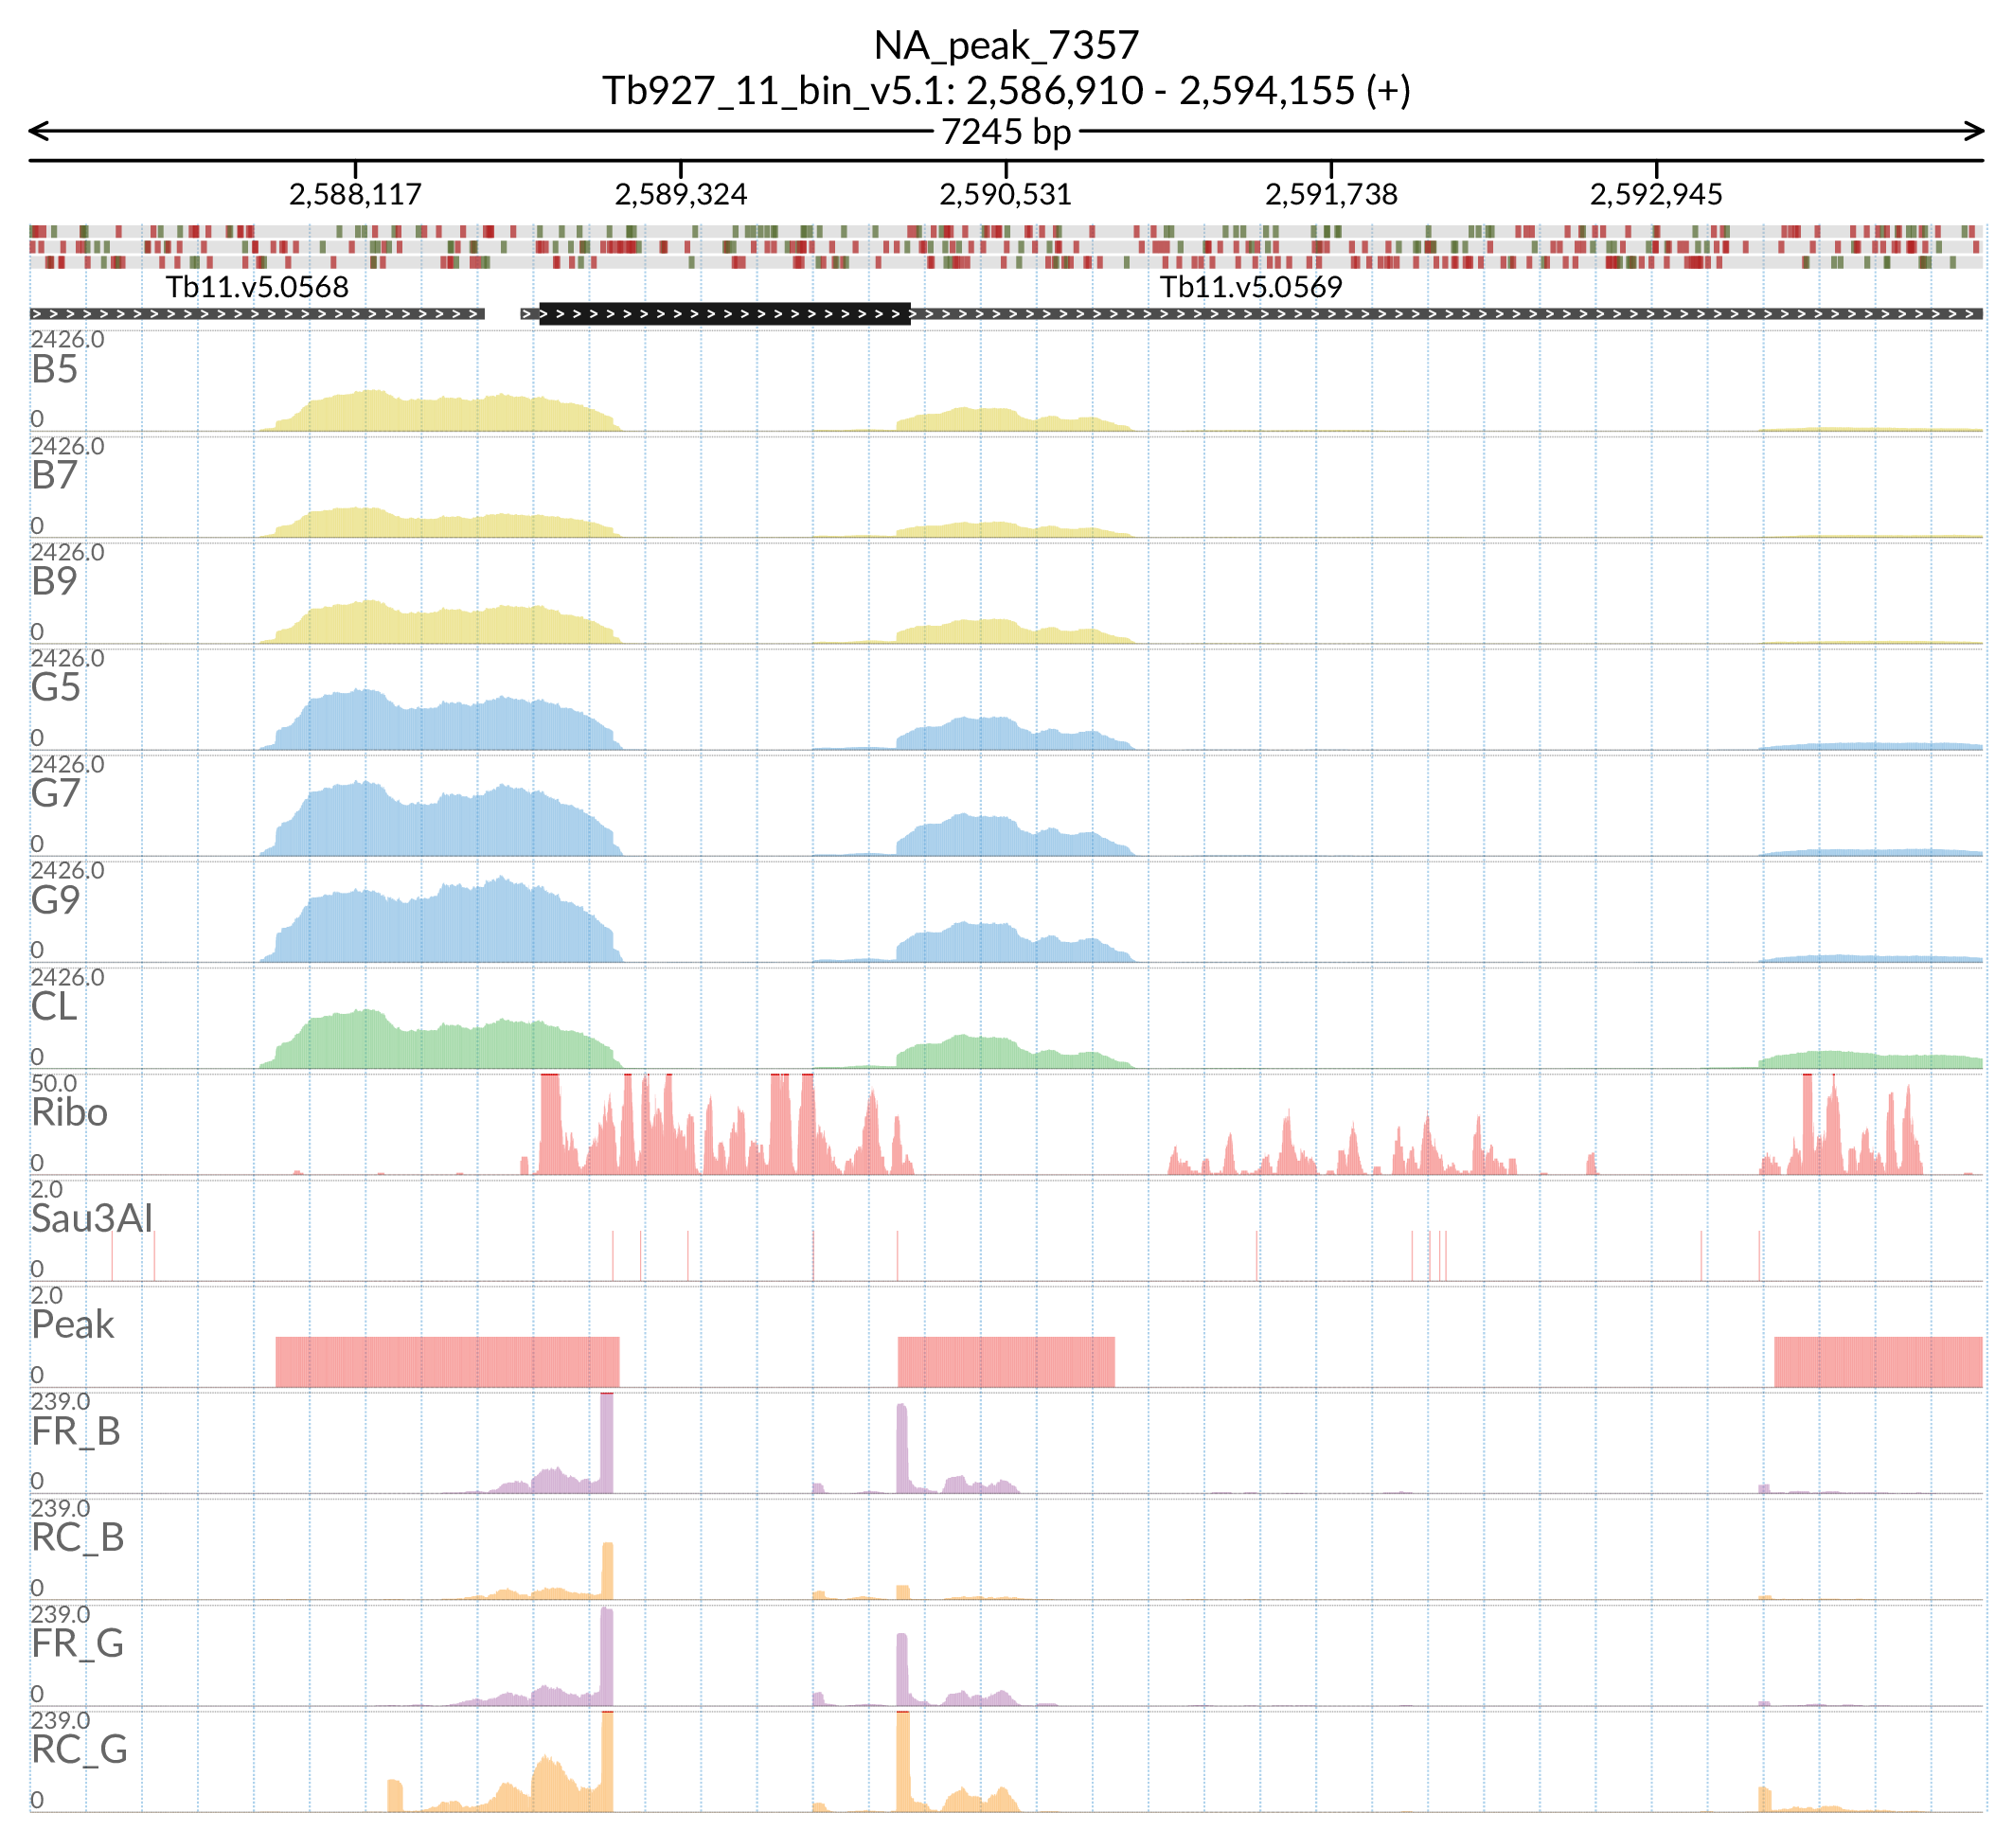 NA_peak_7357
Tb927_11_bin_v5.1: 2,586,910 - 2,594,155 (+)
7245 bp
2,588,117 2,589,324 2,590,531 2,591,738 2,592,945
Tb11.v5.0568 Tb11.v5.0569
2426.0
B5
0
2426.0
B7
0
2426.0
B9
0
2426.0
G5
0
2426.0
G7
0
2426.0
G9
0
2426.0
CL
0
50.0
Ribo
0
2.0
Sau3AI
0
2.0
Peak
0
239.0
FR_B
0
239.0
RC_B
0
239.0
FR_G
0
239.0
RC_G
0